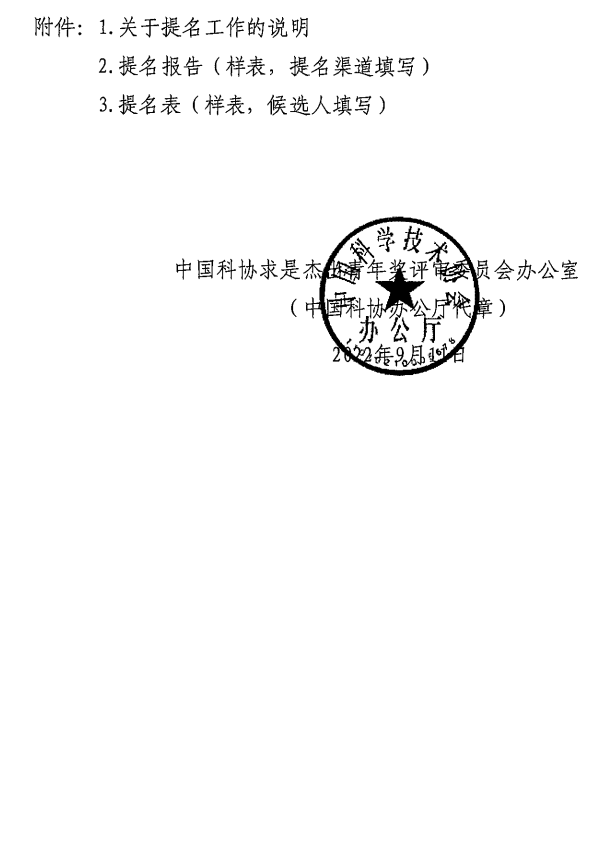 附件：1.关于提名工作的说明
2.提名报告（样表，提名渠道填写）
3.提名表（样表，候选人填写）
中国科学技术协会
办公厅
中国科协求是杰出青年奖评审委员会办公室
（中国科协办公厅代章）
2022年9月